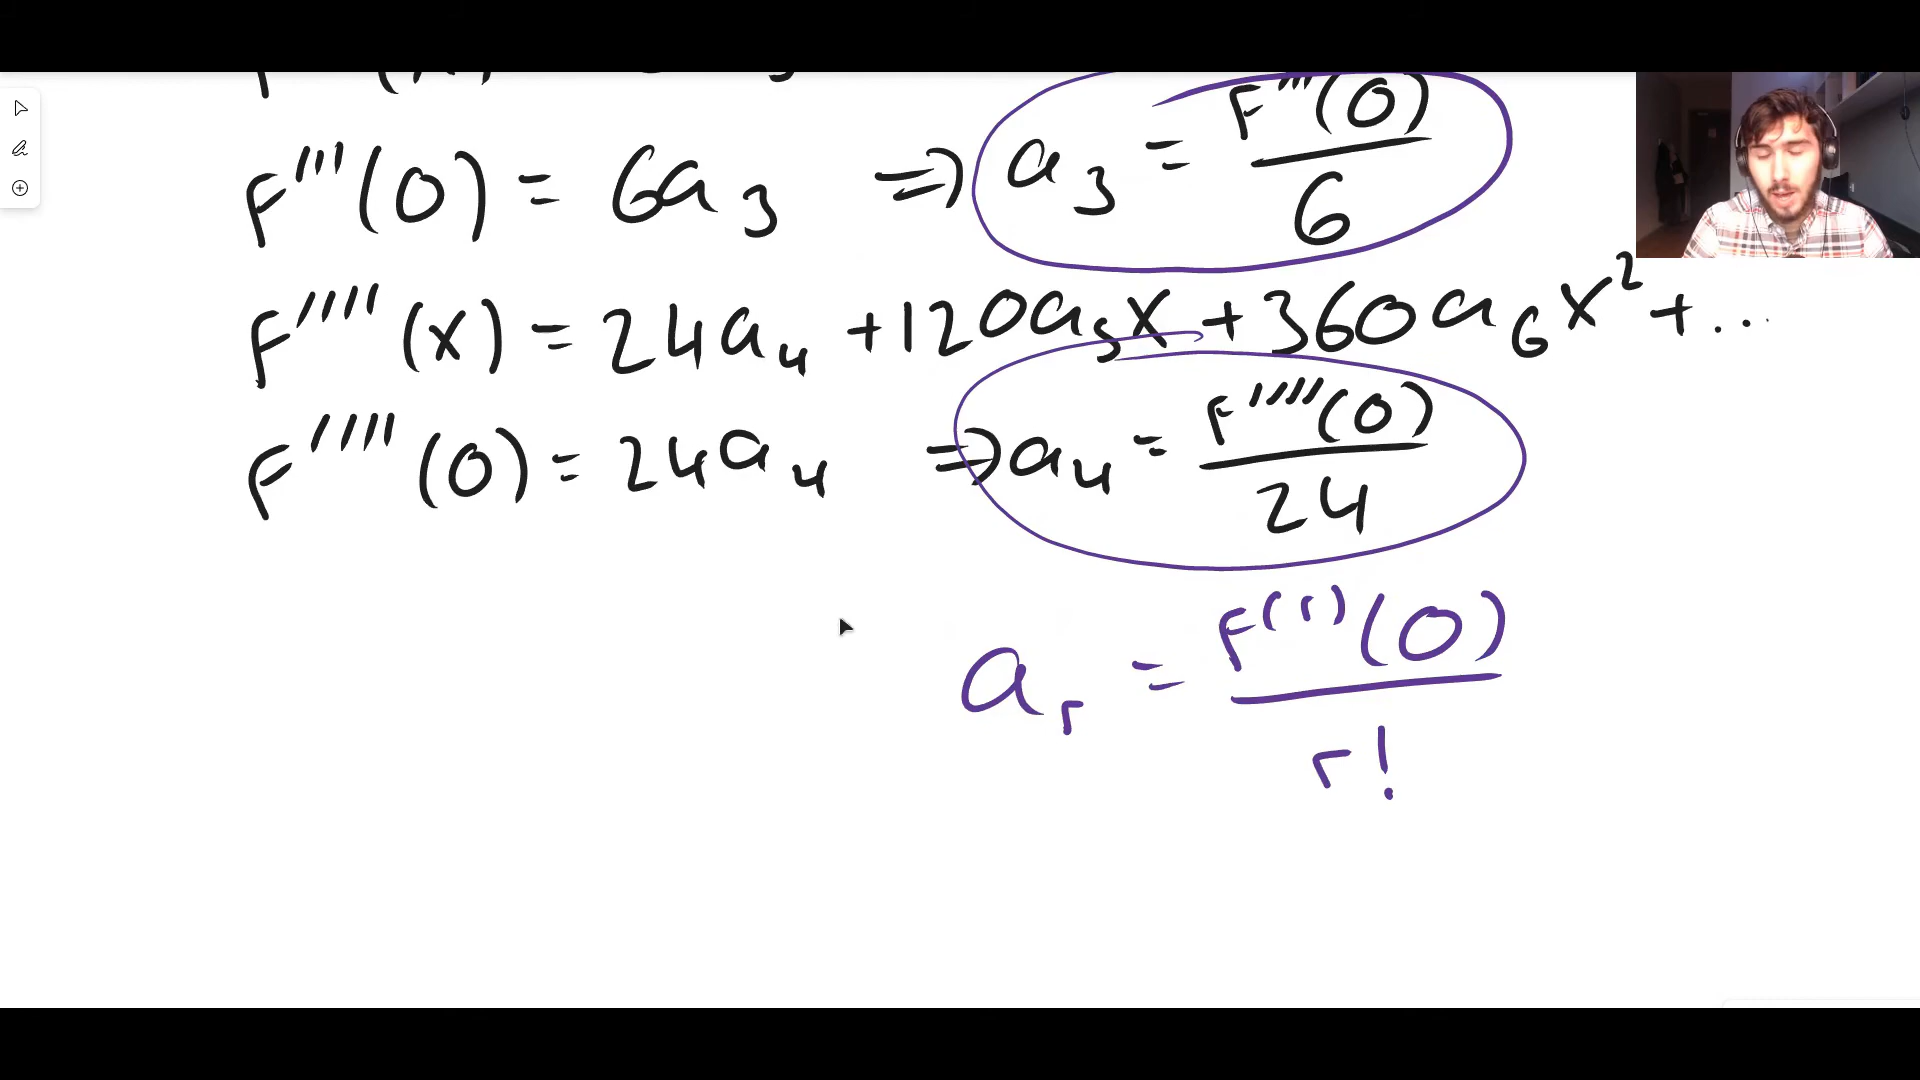 F'''(0) = 6a₃ ⇒ a₃ = F'''(0)/6
F''''(x) = 24a₄ + 120a₅x + 360a₆x² + ...
F''''(0) = 24a₄ ⇒ a₄ = F''''(0)/24
aᵣ = F⁽ʳ⁾(0)/r!